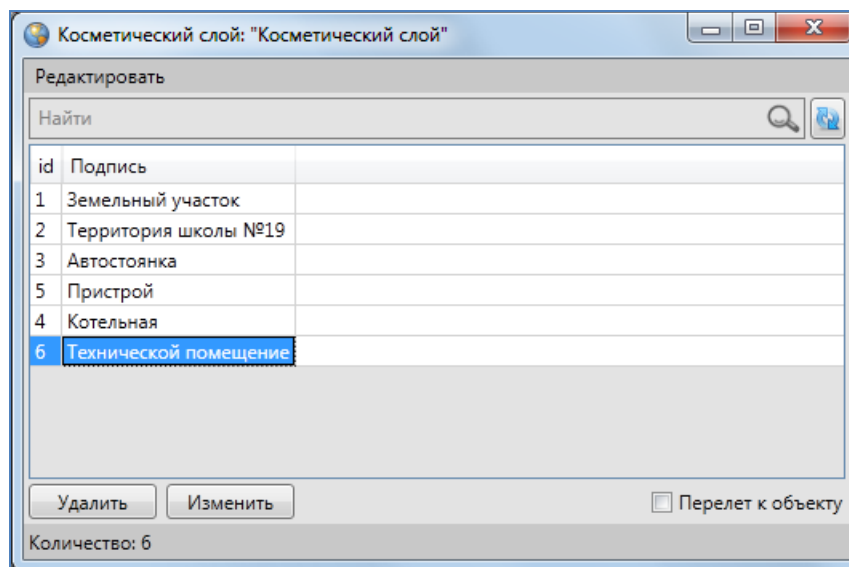 Косметический слой: "Косметический слой"
Редактировать
Найти
id Подпись
1 Земельный участок
2 Территория школы №19
3 Автостоянка
5 Пристрой
4 Котельная
6 Технической помещение
Удалить Изменить Перелет к объекту
Количество: 6